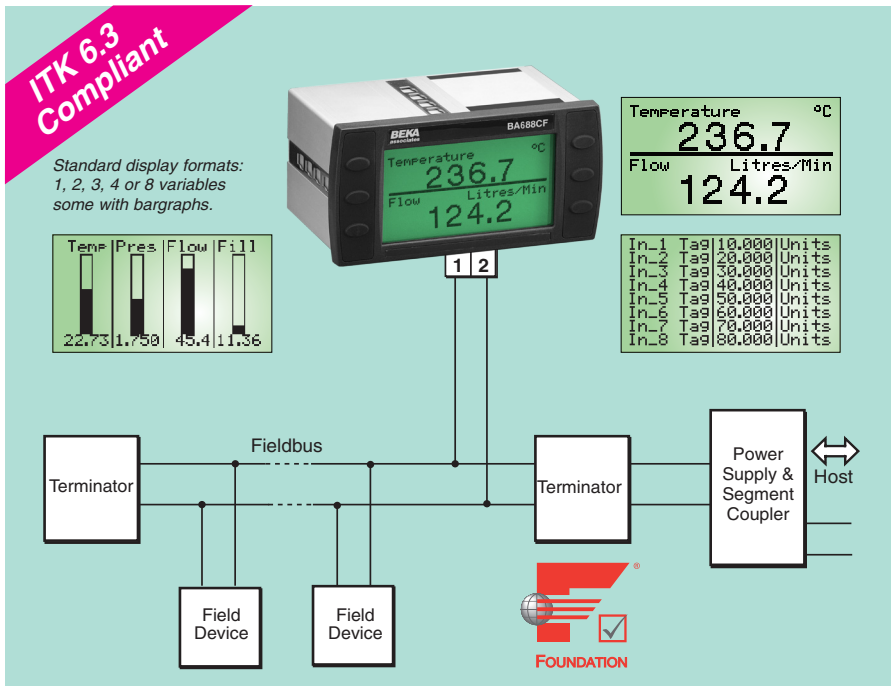 ITK 6.3
Compliant
Standard display formats:
1, 2, 3, 4 or 8 variables
some with bargraphs.
BEKA
associates
BA688CF
Temperature °C
236.7
Flow Litres/Min
124.2
Temperature °C
236.7
Flow Litres/Min
124.2
Temp|Pres|Flow|Fill
22.73|1.750|45.4|11.36
In_1 Tag|10.000|Units
In_2 Tag|20.000|Units
In_3 Tag|30.000|Units
In_4 Tag|40.000|Units
In_5 Tag|50.000|Units
In_6 Tag|60.000|Units
In_7 Tag|70.000|Units
In_8 Tag|80.000|Units
1 2
Fieldbus
Terminator
Terminator
Power
Supply &
Segment
Coupler
Host
Field
Device
Field
Device
®
FOUNDATION